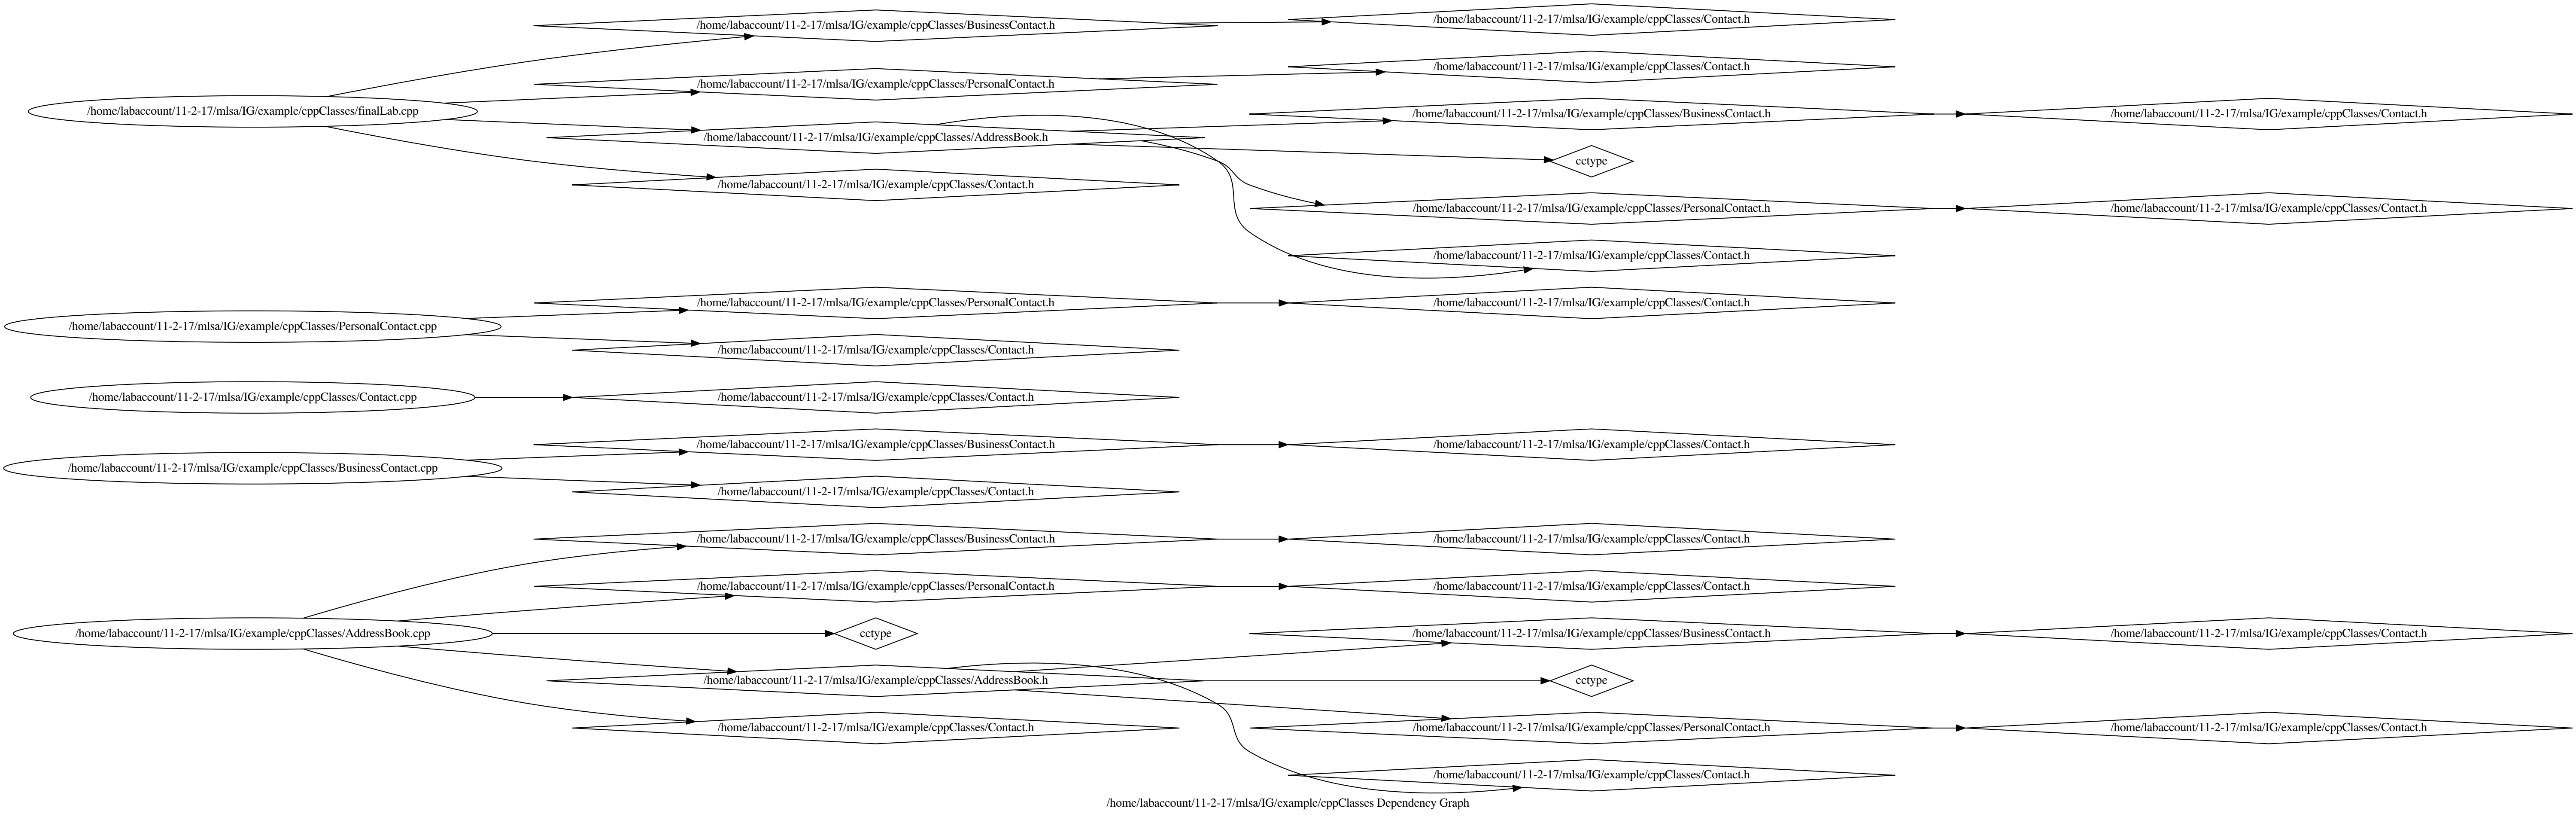 /home/labaccount/11-2-17/mlsa/IG/example/cppClasses/finalLab.cpp
/home/labaccount/11-2-17/mlsa/IG/example/cppClasses/BusinessContact.h
/home/labaccount/11-2-17/mlsa/IG/example/cppClasses/Contact.h
/home/labaccount/11-2-17/mlsa/IG/example/cppClasses/PersonalContact.h
/home/labaccount/11-2-17/mlsa/IG/example/cppClasses/Contact.h
/home/labaccount/11-2-17/mlsa/IG/example/cppClasses/AddressBook.h
/home/labaccount/11-2-17/mlsa/IG/example/cppClasses/BusinessContact.h
/home/labaccount/11-2-17/mlsa/IG/example/cppClasses/Contact.h
cctype
/home/labaccount/11-2-17/mlsa/IG/example/cppClasses/PersonalContact.h
/home/labaccount/11-2-17/mlsa/IG/example/cppClasses/Contact.h
/home/labaccount/11-2-17/mlsa/IG/example/cppClasses/Contact.h
/home/labaccount/11-2-17/mlsa/IG/example/cppClasses/Contact.h
/home/labaccount/11-2-17/mlsa/IG/example/cppClasses/PersonalContact.cpp
/home/labaccount/11-2-17/mlsa/IG/example/cppClasses/PersonalContact.h
/home/labaccount/11-2-17/mlsa/IG/example/cppClasses/Contact.h
/home/labaccount/11-2-17/mlsa/IG/example/cppClasses/Contact.h
/home/labaccount/11-2-17/mlsa/IG/example/cppClasses/Contact.cpp
/home/labaccount/11-2-17/mlsa/IG/example/cppClasses/Contact.h
/home/labaccount/11-2-17/mlsa/IG/example/cppClasses/BusinessContact.cpp
/home/labaccount/11-2-17/mlsa/IG/example/cppClasses/BusinessContact.h
/home/labaccount/11-2-17/mlsa/IG/example/cppClasses/Contact.h
/home/labaccount/11-2-17/mlsa/IG/example/cppClasses/Contact.h
/home/labaccount/11-2-17/mlsa/IG/example/cppClasses/AddressBook.cpp
/home/labaccount/11-2-17/mlsa/IG/example/cppClasses/BusinessContact.h
/home/labaccount/11-2-17/mlsa/IG/example/cppClasses/Contact.h
/home/labaccount/11-2-17/mlsa/IG/example/cppClasses/PersonalContact.h
/home/labaccount/11-2-17/mlsa/IG/example/cppClasses/Contact.h
cctype
/home/labaccount/11-2-17/mlsa/IG/example/cppClasses/AddressBook.h
/home/labaccount/11-2-17/mlsa/IG/example/cppClasses/BusinessContact.h
/home/labaccount/11-2-17/mlsa/IG/example/cppClasses/Contact.h
cctype
/home/labaccount/11-2-17/mlsa/IG/example/cppClasses/PersonalContact.h
/home/labaccount/11-2-17/mlsa/IG/example/cppClasses/Contact.h
/home/labaccount/11-2-17/mlsa/IG/example/cppClasses/Contact.h
/home/labaccount/11-2-17/mlsa/IG/example/cppClasses/Contact.h
/home/labaccount/11-2-17/mlsa/IG/example/cppClasses Dependency Graph